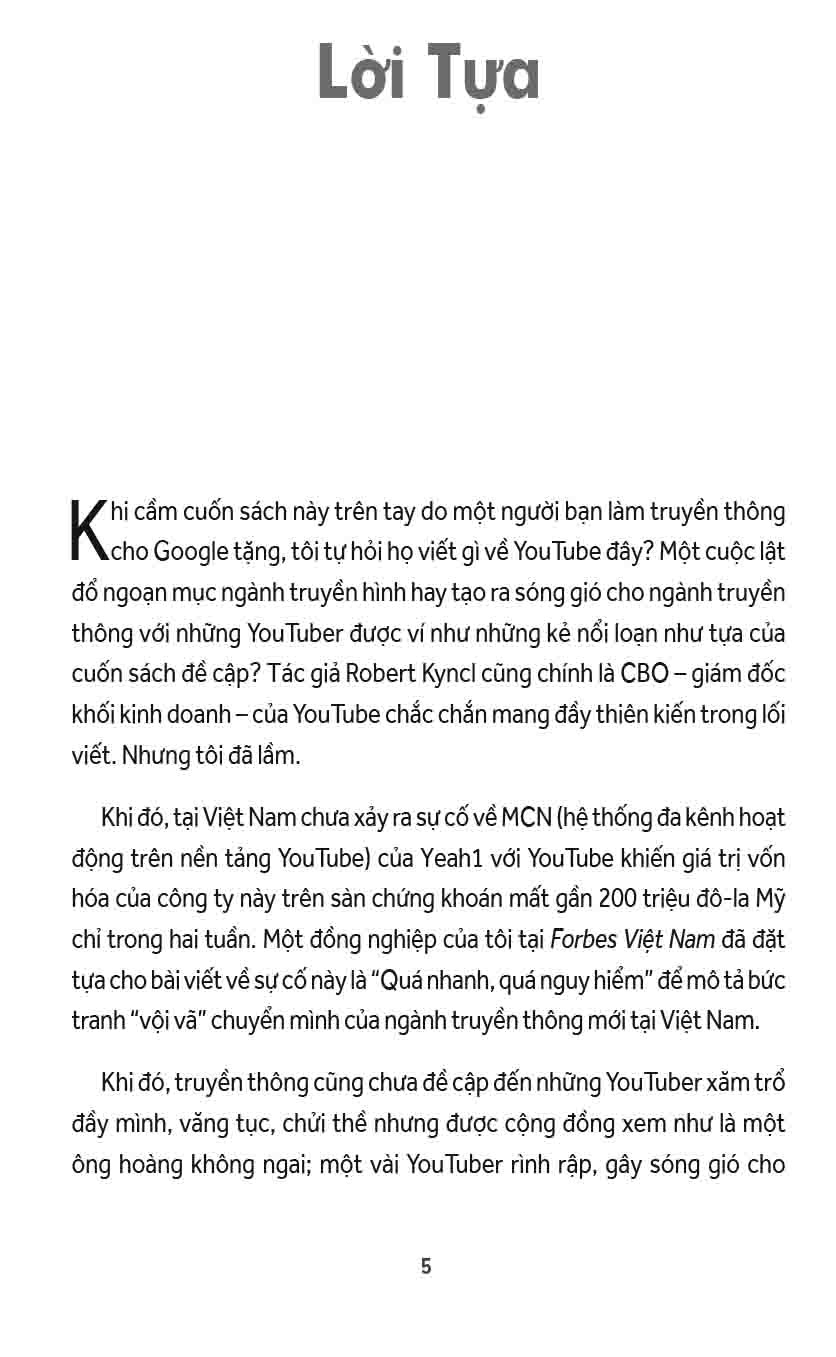 Lời Tựa
Khi cầm cuốn sách này trên tay do một người bạn làm truyền thông
cho Google tặng, tôi tự hỏi họ viết gì về YouTube đây? Một cuộc lật
đổ ngoạn mục ngành truyền hình hay tạo ra sóng gió cho ngành truyền
thông với những YouTuber được ví như những kẻ nổi loạn như tựa của
cuốn sách đề cập? Tác giả Robert Kyncl cũng chính là CBO – giám đốc
khối kinh doanh – của YouTube chắc chắn mang đầy thiên kiến trong lối
viết. Nhưng tôi đã lầm.
Khi đó, tại Việt Nam chưa xảy ra sự cố về MCN (hệ thống đa kênh hoạt
động trên nền tảng YouTube) của Yeah1 với YouTube khiến giá trị vốn
hóa của công ty này trên sàn chứng khoán mất gần 200 triệu đô-la Mỹ
chỉ trong hai tuần. Một đồng nghiệp của tôi tại Forbes Việt Nam đã đặt
tựa cho bài viết về sự cố này là “Quá nhanh, quá nguy hiểm” để mô tả bức
tranh “vội vã” chuyển mình của ngành truyền thông mới tại Việt Nam.
Khi đó, truyền thông cũng chưa đề cập đến những YouTuber xăm trổ
đầy mình, văng tục, chửi thề nhưng được cộng đồng xem như là một
ông hoàng không ngai; một vài YouTuber rình rập, gây sóng gió cho
5